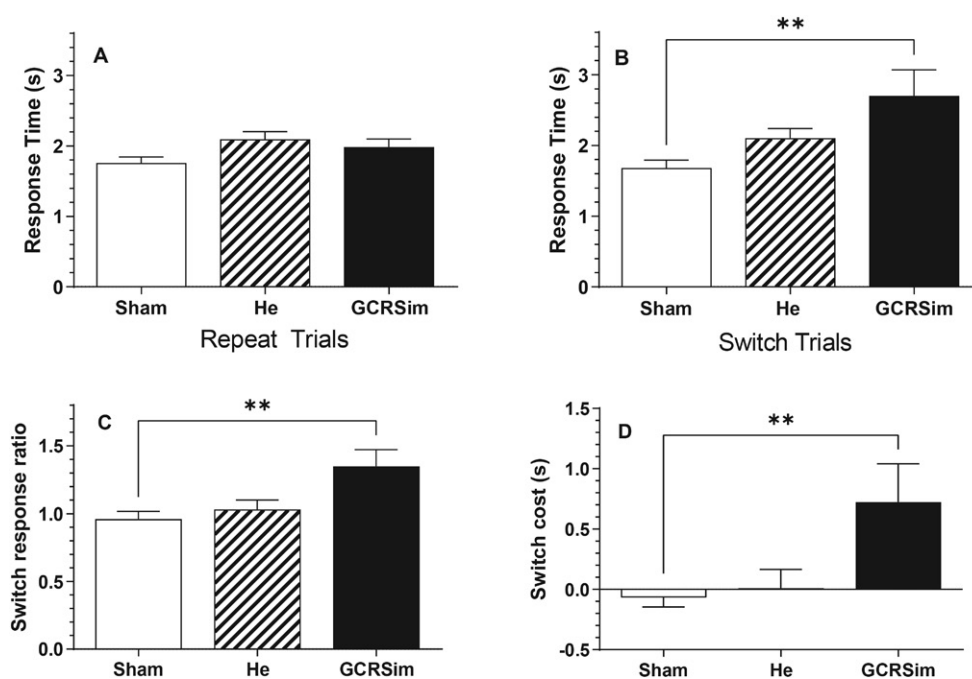 A
Response Time (s)
3
2
1
0
Sham He GCRSim
Repeat Trials
B
**
Response Time (s)
3
2
1
0
Sham He GCRSim
Switch Trials
C
**
Switch response ratio
1.5
1.0
0.5
0.0
Sham He GCRSim
D
**
Switch cost (s)
1.5
1.0
0.5
0.0
-0.5
Sham He GCRSim